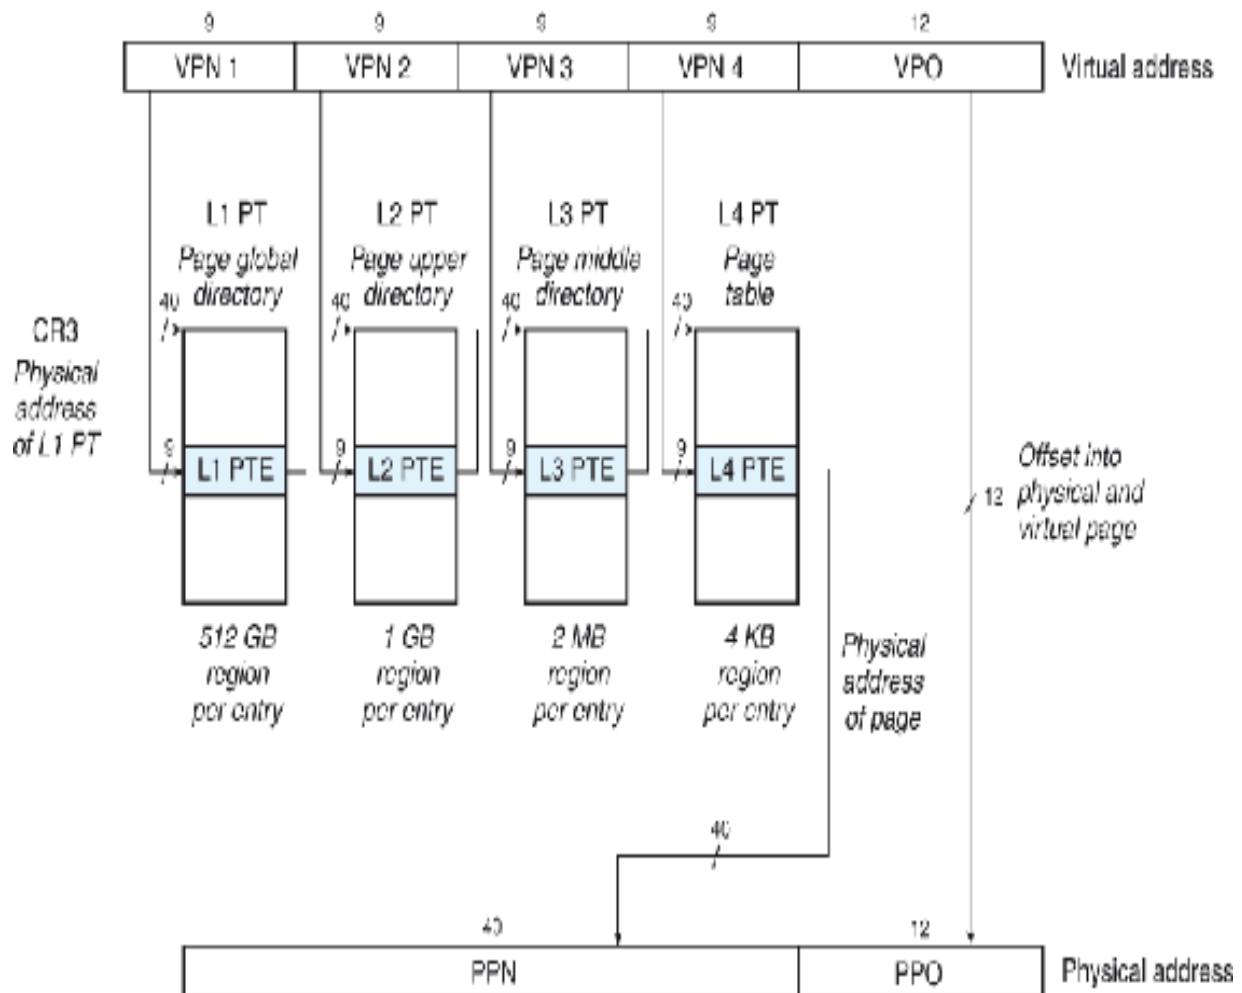 9 9 9 9 12
VPN 1 VPN 2 VPN 3 VPN 4 VPO Virtual address
L1 PT L2 PT L3 PT L4 PT
Page global Page upper Page middle Page
directory directory directory table
40 40 40 40
CR3
Physical
address
of L1 PT
9 9 9 9
L1 PTE L2 PTE L3 PTE L4 PTE
Offset into
12 physical and
virtual page
512 GB 1 GB 2 MB 4 KB
region region region region
per entry per entry per entry per entry
Physical
address
of page
40
40 12
PPN PPO Physical address